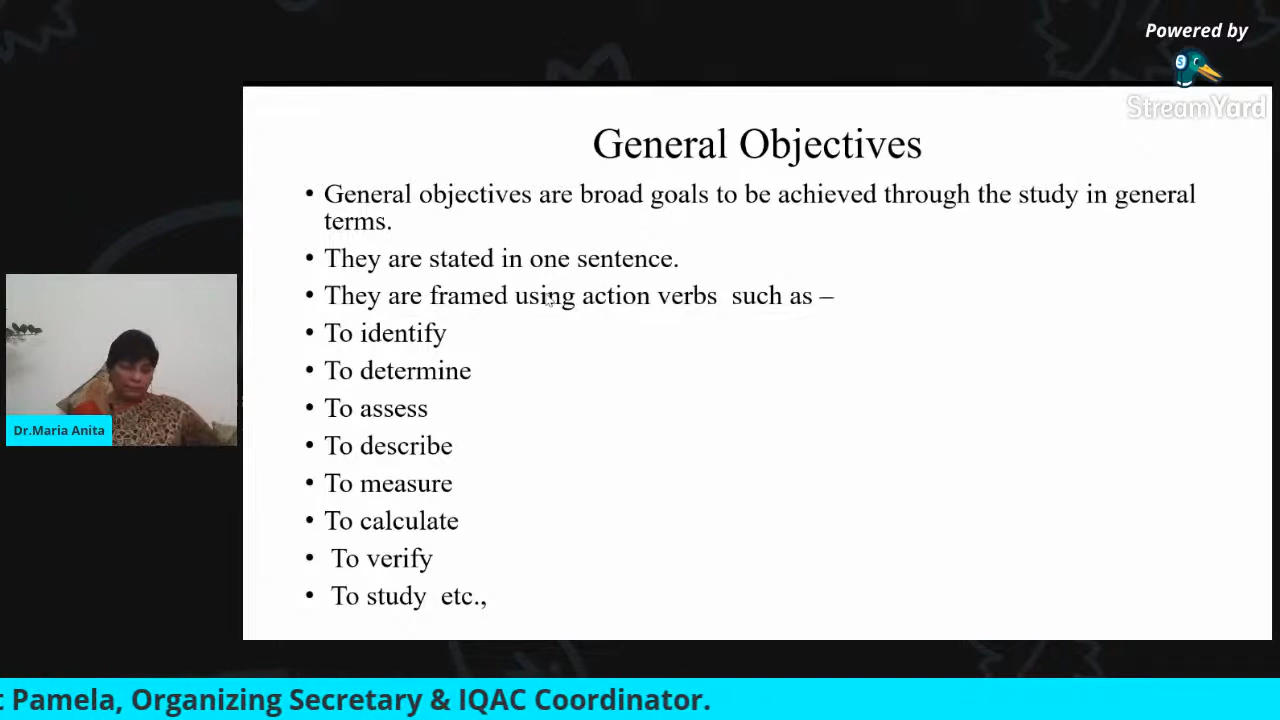 Powered by
StreamYard
General Objectives
• General objectives are broad goals to be achieved through the study in general
terms.
• They are stated in one sentence.
• They are framed using action verbs such as –
• To identify
• To determine
• To assess
• To describe
• To measure
• To calculate
• To verify
• To study etc.,
Dr.Maria Anita
Pamela, Organizing Secretary & IQAC Coordinator.